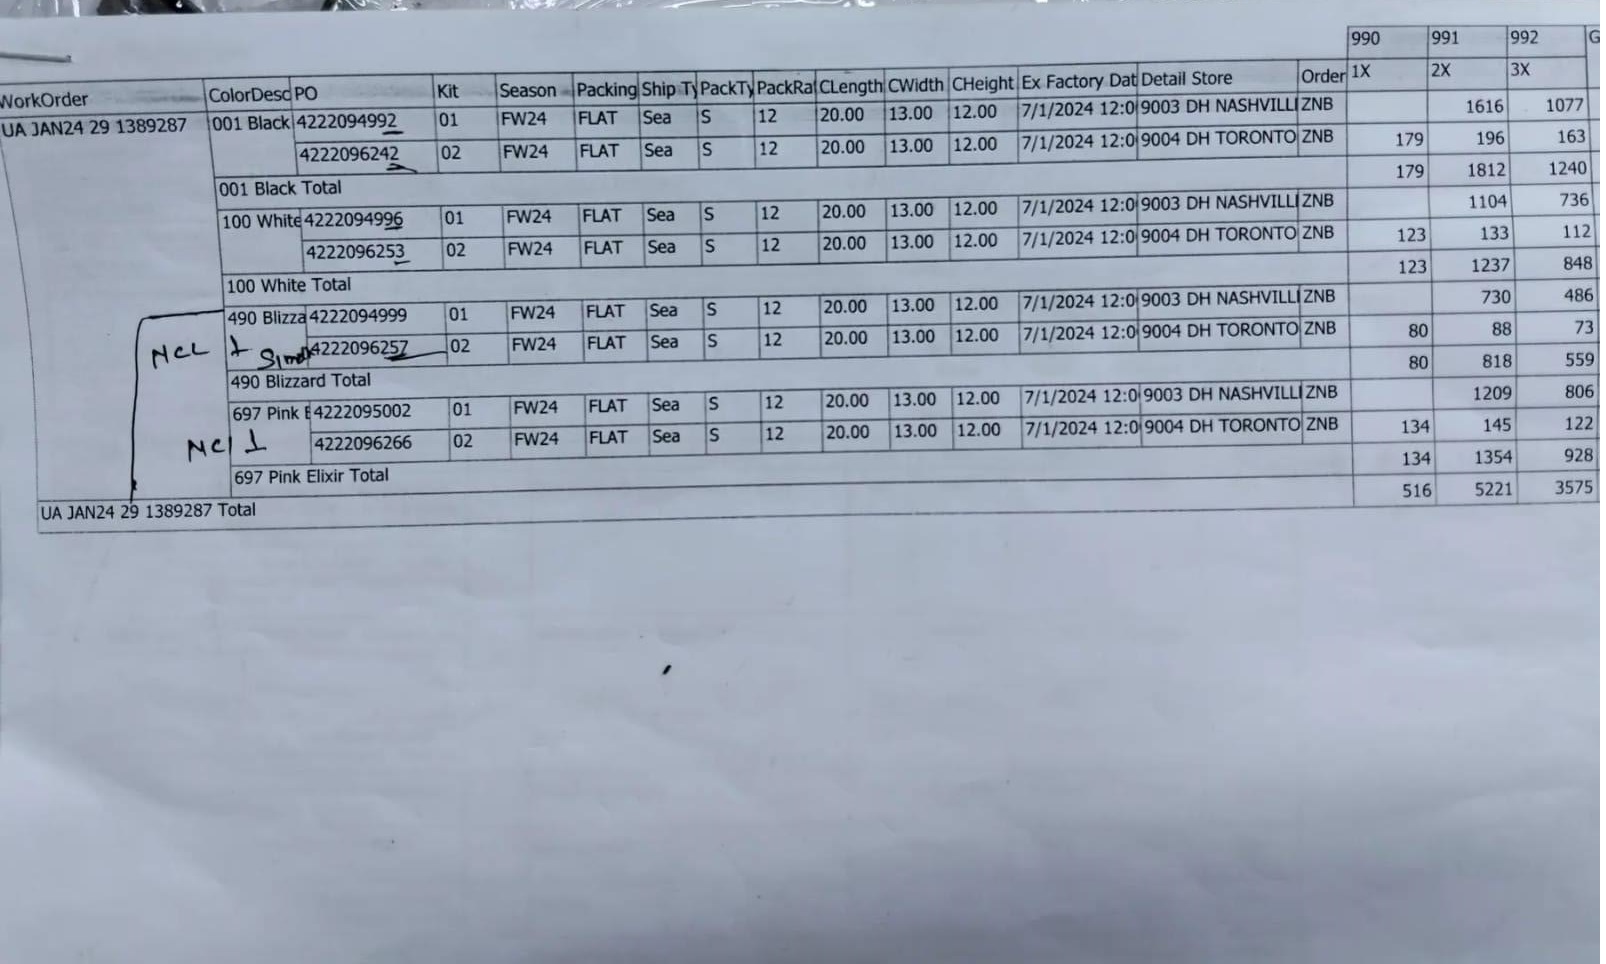 990 991 992 G
WorkOrder ColorDesc PO Kit Season Packing Ship Ty PackTy PackRa CLength CWidth CHeight Ex Factory Dat Detail Store Order 1X 2X 3X
UA JAN24 29 1389287 001 Black 4222094992 01 FW24 FLAT Sea S 12 20.00 13.00 12.00 7/1/2024 12:0 9003 DH NASHVILL ZNB 1616 1077
4222096242 02 FW24 FLAT Sea S 12 20.00 13.00 12.00 7/1/2024 12:0 9004 DH TORONTO ZNB 179 196 163
001 Black Total 179 1812 1240
100 White 4222094996 01 FW24 FLAT Sea S 12 20.00 13.00 12.00 7/1/2024 12:0 9003 DH NASHVILL ZNB 1104 736
4222096253 02 FW24 FLAT Sea S 12 20.00 13.00 12.00 7/1/2024 12:0 9004 DH TORONTO ZNB 123 133 112
100 White Total 123 1237 848
490 Blizza 4222094999 01 FW24 FLAT Sea S 12 20.00 13.00 12.00 7/1/2024 12:0 9003 DH NASHVILL ZNB 730 486
NCL 1 4222096257 02 FW24 FLAT Sea S 12 20.00 13.00 12.00 7/1/2024 12:0 9004 DH TORONTO ZNB 80 88 73
490 Blizzard Total 80 818 559
697 Pink E 4222095002 01 FW24 FLAT Sea S 12 20.00 13.00 12.00 7/1/2024 12:0 9003 DH NASHVILL ZNB 1209 806
NCL 1 4222096266 02 FW24 FLAT Sea S 12 20.00 13.00 12.00 7/1/2024 12:0 9004 DH TORONTO ZNB 134 145 122
697 Pink Elixir Total 134 1354 928
UA JAN24 29 1389287 Total 516 5221 3575